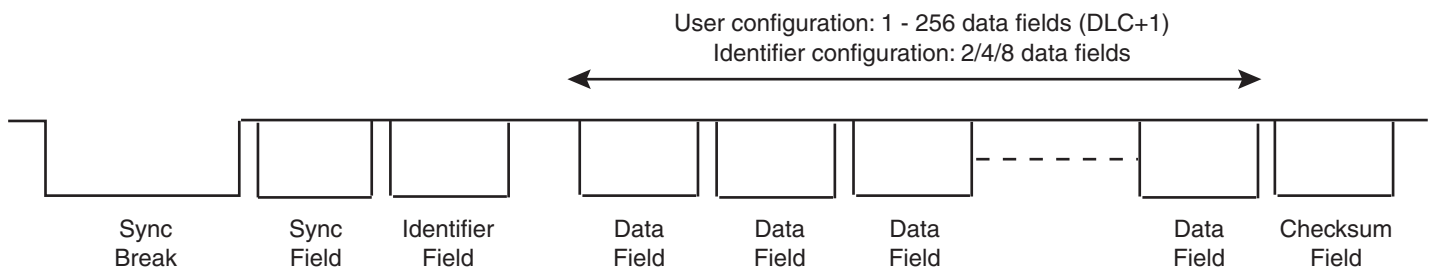 User configuration: 1 - 256 data fields (DLC+1)
Identifier configuration: 2/4/8 data fields
Sync
Break
Sync
Field
Identifier
Field
Data
Field
Data
Field
Data
Field
Data
Field
Checksum
Field